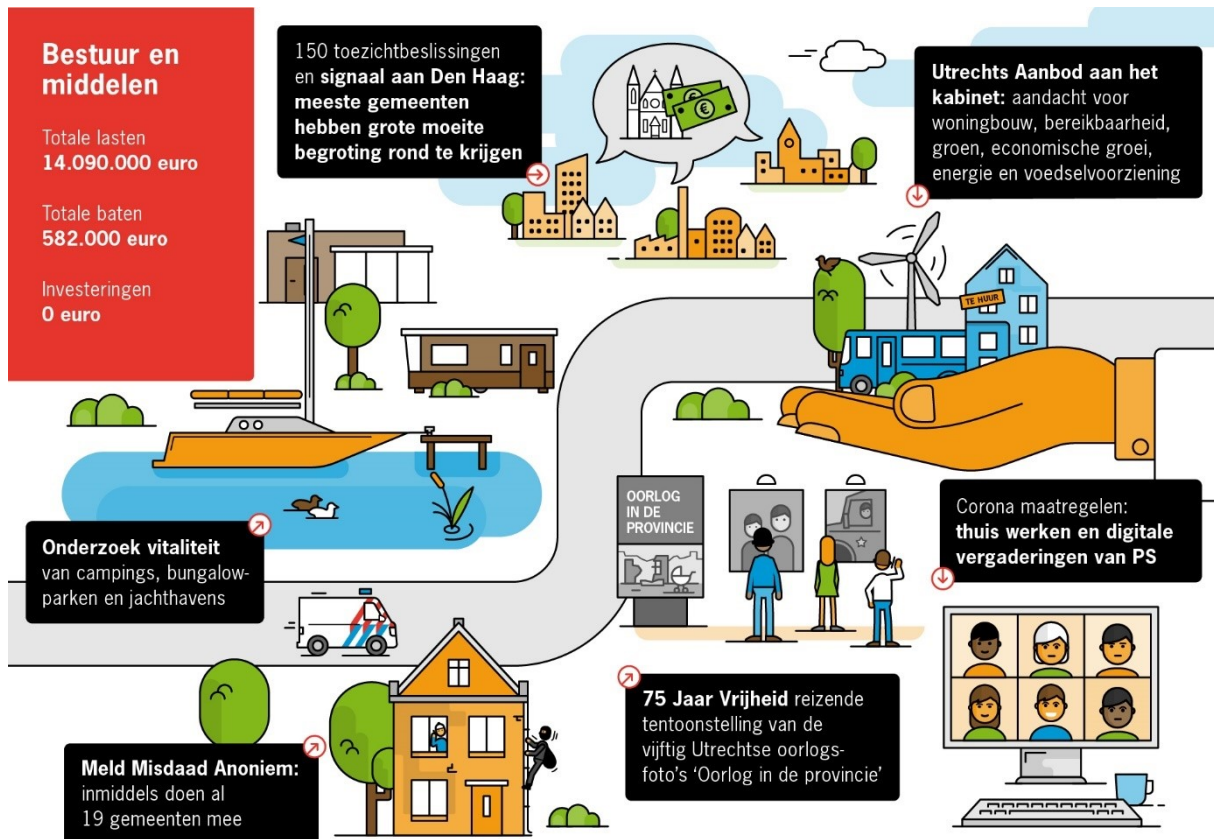 Bestuur en
middelen
Totale lasten
14.090.000 euro
Totale baten
582.000 euro
Investeringen
0 euro
150 toezichtbeslissingen
en signaal aan Den Haag:
meeste gemeenten
hebben grote moeite
begroting rond te krijgen
€
Utrechts Aanbod aan het
kabinet: aandacht voor
woningbouw, bereikbaarheid,
groen, economische groei,
energie en voedselvoorziening
TE HUUR
Onderzoek vitaliteit
van campings, bungalow-
parken en jachthavens
OORLOG
IN DE
PROVINCIE
Corona maatregelen:
thuis werken en digitale
vergaderingen van PS
75 Jaar Vrijheid reizende
tentoonstelling van de
vijftig Utrechtse oorlogs-
foto's ‘Oorlog in de provincie’
Meld Misdaad Anoniem:
inmiddels doen al
19 gemeenten mee